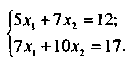 5x₁ + 7x₂ = 12;
7x₁ + 10x₂ = 17.